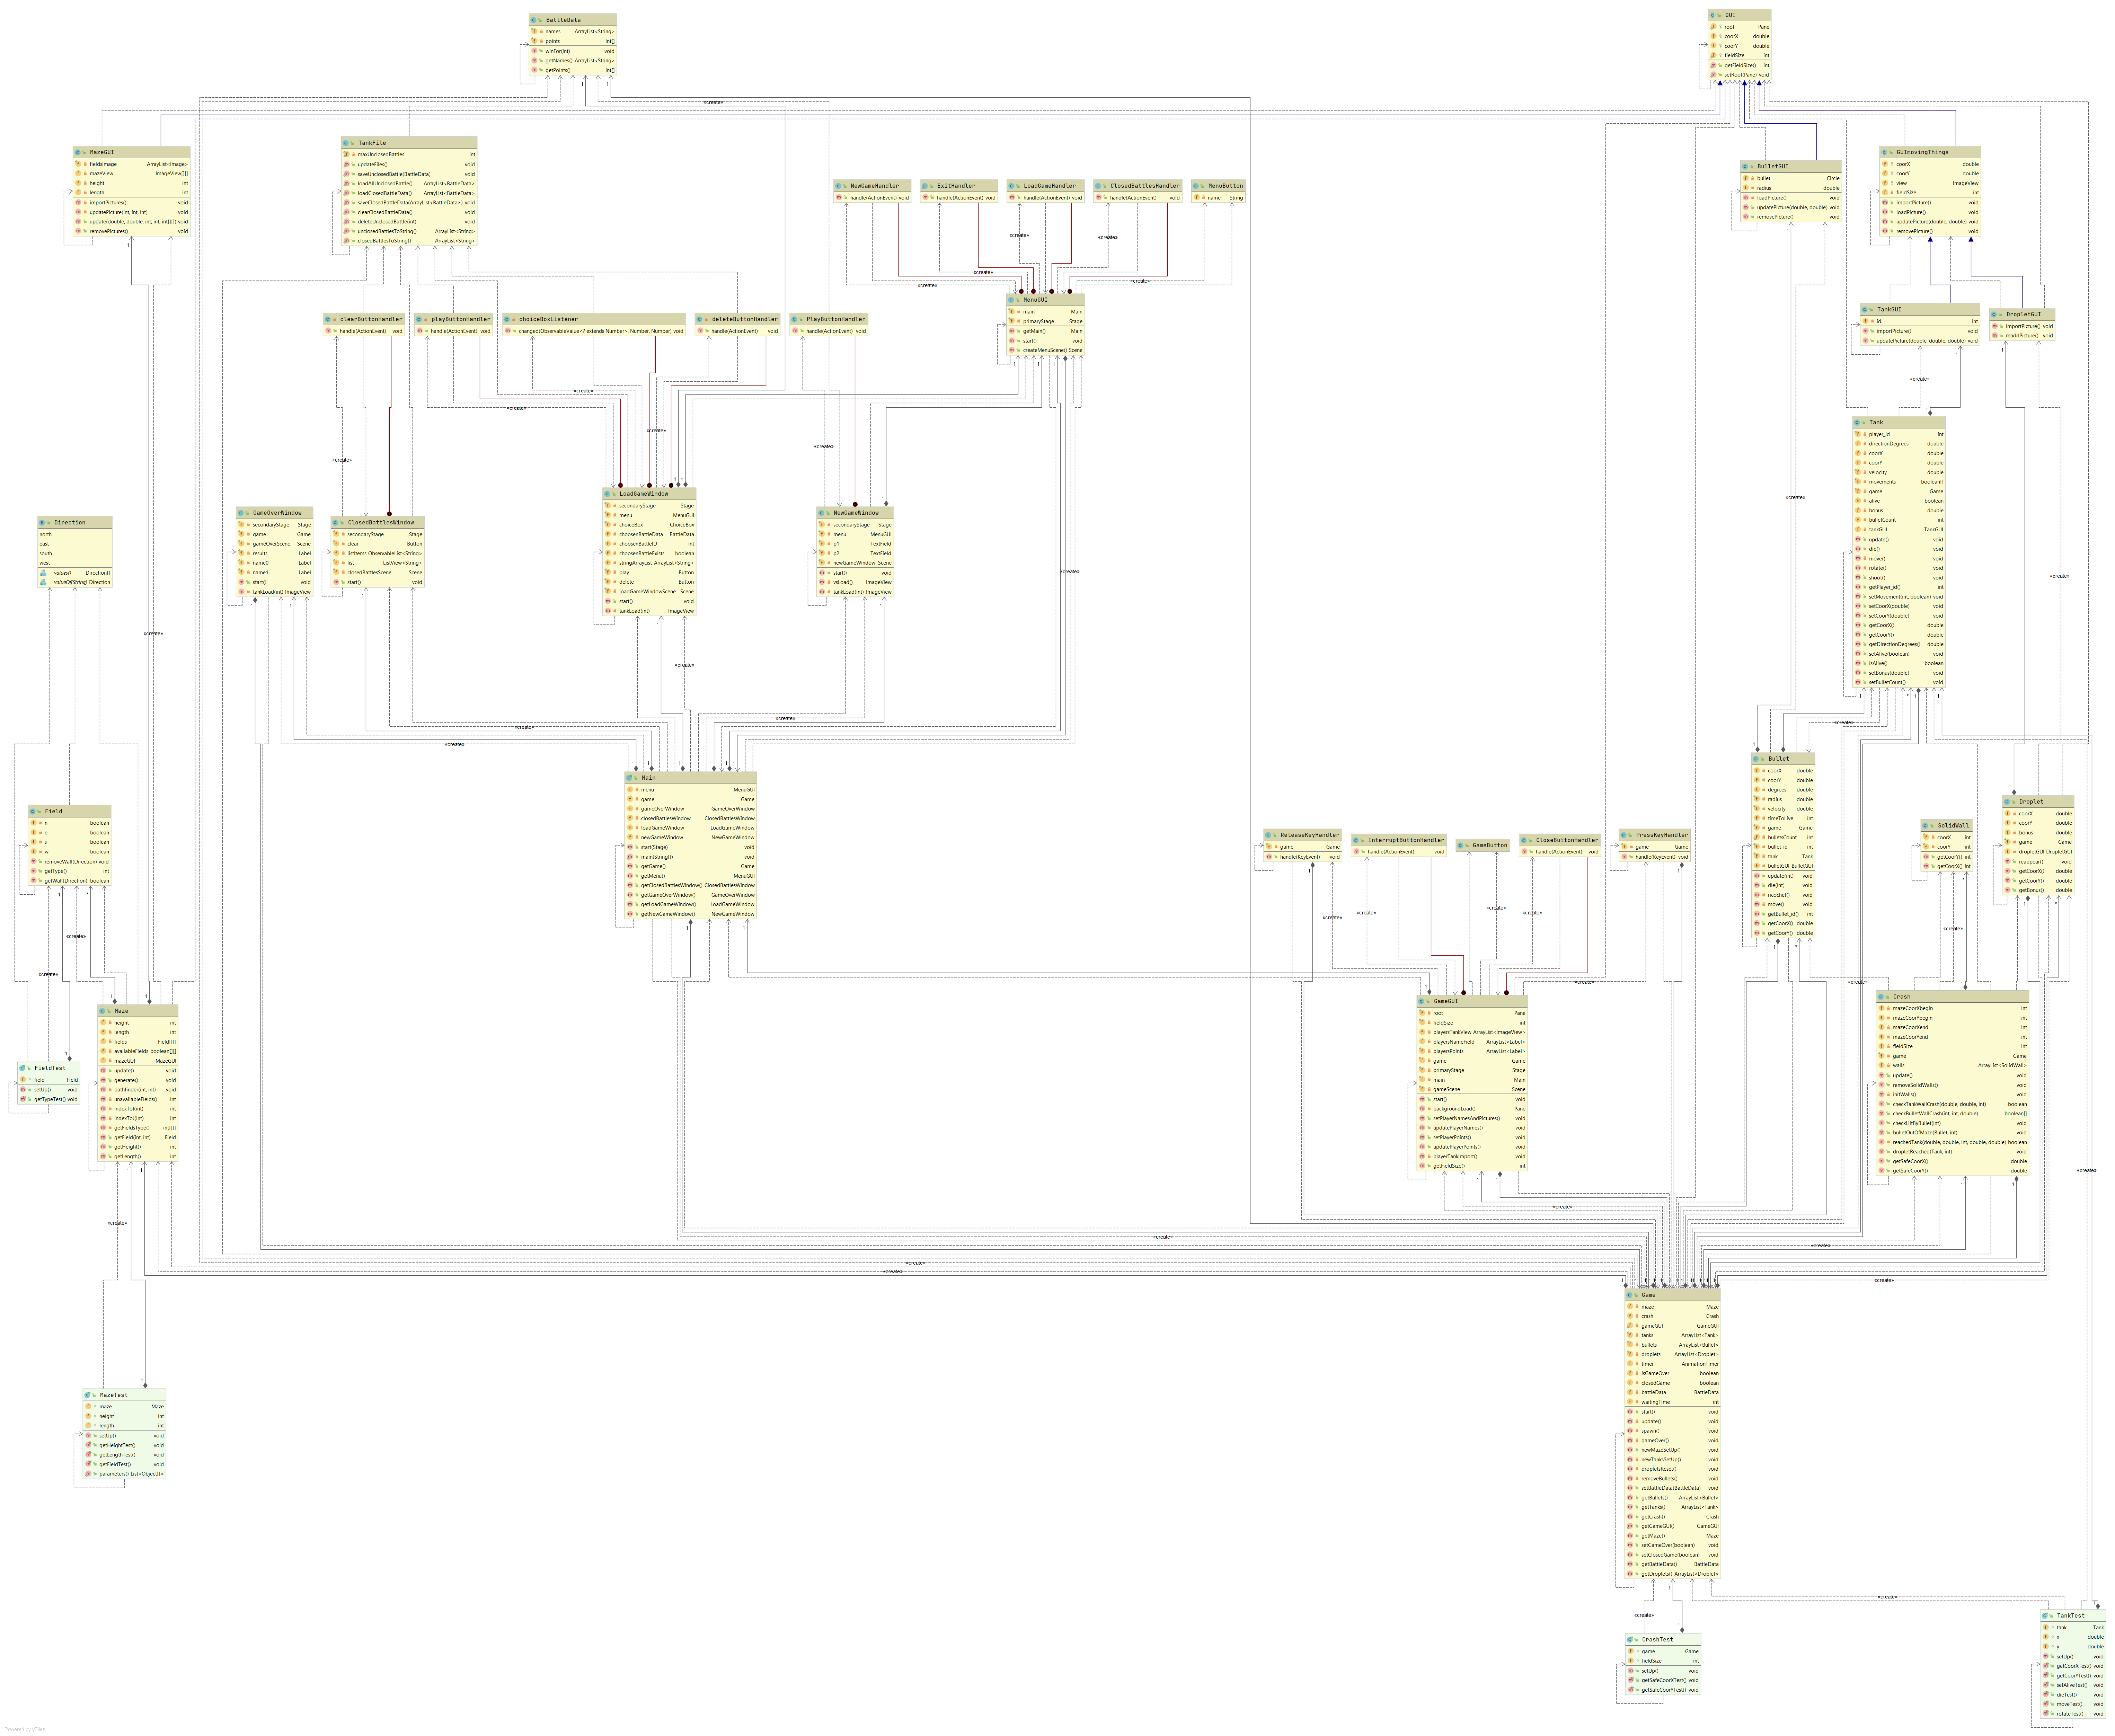 BattleData
names ArrayList<String>
points int[]
winFor(int) void
getNames() ArrayList<String>
getPoints() int[]
GUI
root Pane
coorX double
coorY double
fieldSize int
getFieldSize() int
setRoot(Pane) void
MazeGUI
fieldsImage ArrayList<Image>
mazeView ImageView[][]
height int
length int
importPictures() void
updatePicture(int, int, int) void
update(double, double, int, int, int[][]) void
removePictures() void
TankFile
maxUnclosedBattles int
updateFiles() void
saveUnclosedBattle(BattleData) void
loadAllUnclosedBattle() ArrayList<BattleData>
loadClosedBattleData() ArrayList<BattleData>
saveClosedBattleData(ArrayList<BattleData>) void
clearClosedBattleData() void
deleteUnclosedBattle(int) void
unclosedBattlesToString() ArrayList<String>
closedBattlesToString() ArrayList<String>
NewGameHandler
handle(ActionEvent) void
ExitHandler
handle(ActionEvent) void
LoadGameHandler
handle(ActionEvent) void
ClosedBattlesHandler
handle(ActionEvent) void
MenuButton
name String
BulletGUI
bullet Circle
radius double
loadPicture() void
updatePicture(double, double) void
removePicture() void
GUImovingThings
coorX double
coorY double
view ImageView
fieldSize int
importPicture() void
loadPicture() void
updatePicture(double, double) void
removePicture() void
clearButtonHandler
handle(ActionEvent) void
playButtonHandler
handle(ActionEvent) void
choiceBoxListener
changed(ObservableValue<? extends Number>, Number, Number) void
deleteButtonHandler
handle(ActionEvent) void
PlayButtonHandler
handle(ActionEvent) void
MenuGUI
main Main
primaryStage Stage
getMain() Main
start() void
createMenuScene() Scene
TankGUI
id int
importPicture() void
updatePicture(double, double, double) void
DropletGUI
importPicture() void
readdPicture() void
Tank
player_id int
directionDegrees double
coorX double
coorY double
velocity double
movements boolean[]
game Game
alive boolean
bonus double
bulletCount int
tankGUI TankGUI
update() void
die() void
move() void
rotate() void
shoot() void
getPlayer_id() int
setMovement(int, boolean) void
setCoorX(double) void
setCoorY(double) void
getCoorX() double
getCoorY() double
getDirectionDegrees() double
setAlive(boolean) void
isAlive() boolean
setBonus(double) void
setBulletCount() void
Direction
north
east
south
west
values() Direction[]
valueOf(String) Direction
GameOverWindow
secondaryStage Stage
game Game
gameOverScene Scene
results Label
name0 Label
name1 Label
start() void
tankLoad(int) ImageView
ClosedBattlesWindow
secondaryStage Stage
clear Button
listItems ObservableList<String>
list ListView<String>
closedBattlesScene Scene
start() void
LoadGameWindow
secondaryStage Stage
menu MenuGUI
choiceBox ChoiceBox
choosenBattleData BattleData
choosenBattleID int
choosenBattleExists boolean
stringArrayList ArrayList<String>
play Button
delete Button
loadGameWindowScene Scene
start() void
tankLoad(int) ImageView
NewGameWindow
secondaryStage Stage
menu MenuGUI
p1 TextField
p2 TextField
newGameWindow Scene
start() void
vsLoad() ImageView
tankLoad(int) ImageView
Main
menu MenuGUI
game Game
gameOverWindow GameOverWindow
closedBattlesWindow ClosedBattlesWindow
loadGameWindow LoadGameWindow
newGameWindow NewGameWindow
start(Stage) void
main(String[]) void
getGame() Game
getMenu() MenuGUI
getClosedBattlesWindow() ClosedBattlesWindow
getGameOverWindow() GameOverWindow
getLoadGameWindow() LoadGameWindow
getNewGameWindow() NewGameWindow
Bullet
coorX double
coorY double
degrees double
radius double
velocity double
timeToLive int
game Game
bulletsCount int
bullet_id int
tank Tank
bulletGUI BulletGUI
update(int) void
die(int) void
ricochet() void
move() void
getBullet_id() int
getCoorX() double
getCoorY() double
Field
n boolean
e boolean
s boolean
w boolean
removeWall(Direction) void
getType() int
getWall(Direction) boolean
ReleaseKeyHandler
game Game
handle(KeyEvent) void
InterruptButtonHandler
handle(ActionEvent) void
GameButton
CloseButtonHandler
handle(ActionEvent) void
PressKeyHandler
game Game
handle(KeyEvent) void
SolidWall
coorX int
coorY int
getCoorY() int
getCoorX() int
Droplet
coorX double
coorY double
bonus double
game Game
dropletGUI DropletGUI
reappear() void
getCoorX() double
getCoorY() double
getBonus() double
Maze
height int
length int
fields Field[][]
availableFields boolean[][]
mazeGUI MazeGUI
update() void
generate() void
pathfinder(int, int) void
unavailableFields() int
indexToI(int) int
indexToJ(int) int
getFieldsType() int[][]
getField(int, int) Field
getHeight() int
getLength() int
FieldTest
field Field
setUp() void
getTypeTest() void
GameGUI
root Pane
fieldSize int
playersTankView ArrayList<ImageView>
playersNameField ArrayList<Label>
playersPoints ArrayList<Label>
game Game
primaryStage Stage
main Main
gameScene Scene
start() void
backgroundLoad() Pane
setPlayerNamesAndPictures() void
updatePlayerNames() void
setPlayerPoints() void
updatePlayerPoints() void
playerTankImport() void
getFieldSize() int
Crash
mazeCoorXbegin int
mazeCoorYbegin int
mazeCoorXend int
mazeCoorYend int
fieldSize int
game Game
walls ArrayList<SolidWall>
update() void
removeSolidWalls() void
initWalls() void
checkTankWallCrash(double, double, int) boolean
checkBulletWallCrash(int, int, double) boolean[]
checkHitByBullet(int) void
bulletOutOfMaze(Bullet, int) void
reachedTank(double, double, int, double, double) boolean
dropletReached(Tank, int) void
getSafeCoorX() double
getSafeCoorY() double
Game
maze Maze
crash Crash
gameGUI GameGUI
tanks ArrayList<Tank>
bullets ArrayList<Bullet>
droplets ArrayList<Droplet>
timer AnimationTimer
isGameOver boolean
closedGame boolean
battleData BattleData
waitingTime int
start() void
update() void
spawn() void
gameOver() void
newMazeSetUp() void
newTanksSetUp() void
dropletsReset() void
removeBullets() void
setBattleData(BattleData) void
getBullets() ArrayList<Bullet>
getTanks() ArrayList<Tank>
getCrash() Crash
getGameGUI() GameGUI
getMaze() Maze
setGameOver(boolean) void
setClosedGame(boolean) void
getBattleData() BattleData
getDroplets() ArrayList<Droplet>
MazeTest
maze Maze
height int
length int
setUp() void
getHeightTest() void
getLengthTest() void
getFieldTest() void
parameters() List<Object[]>
CrashTest
game Game
fieldSize int
setUp() void
getSafeCoorXTest() void
getSafeCoorYTest() void
TankTest
tank Tank
x double
y double
setUp() void
getCoorXTest() void
getCoorYTest() void
setAliveTest() void
dieTest() void
moveTest() void
rotateTest() void
Powered by yFiles